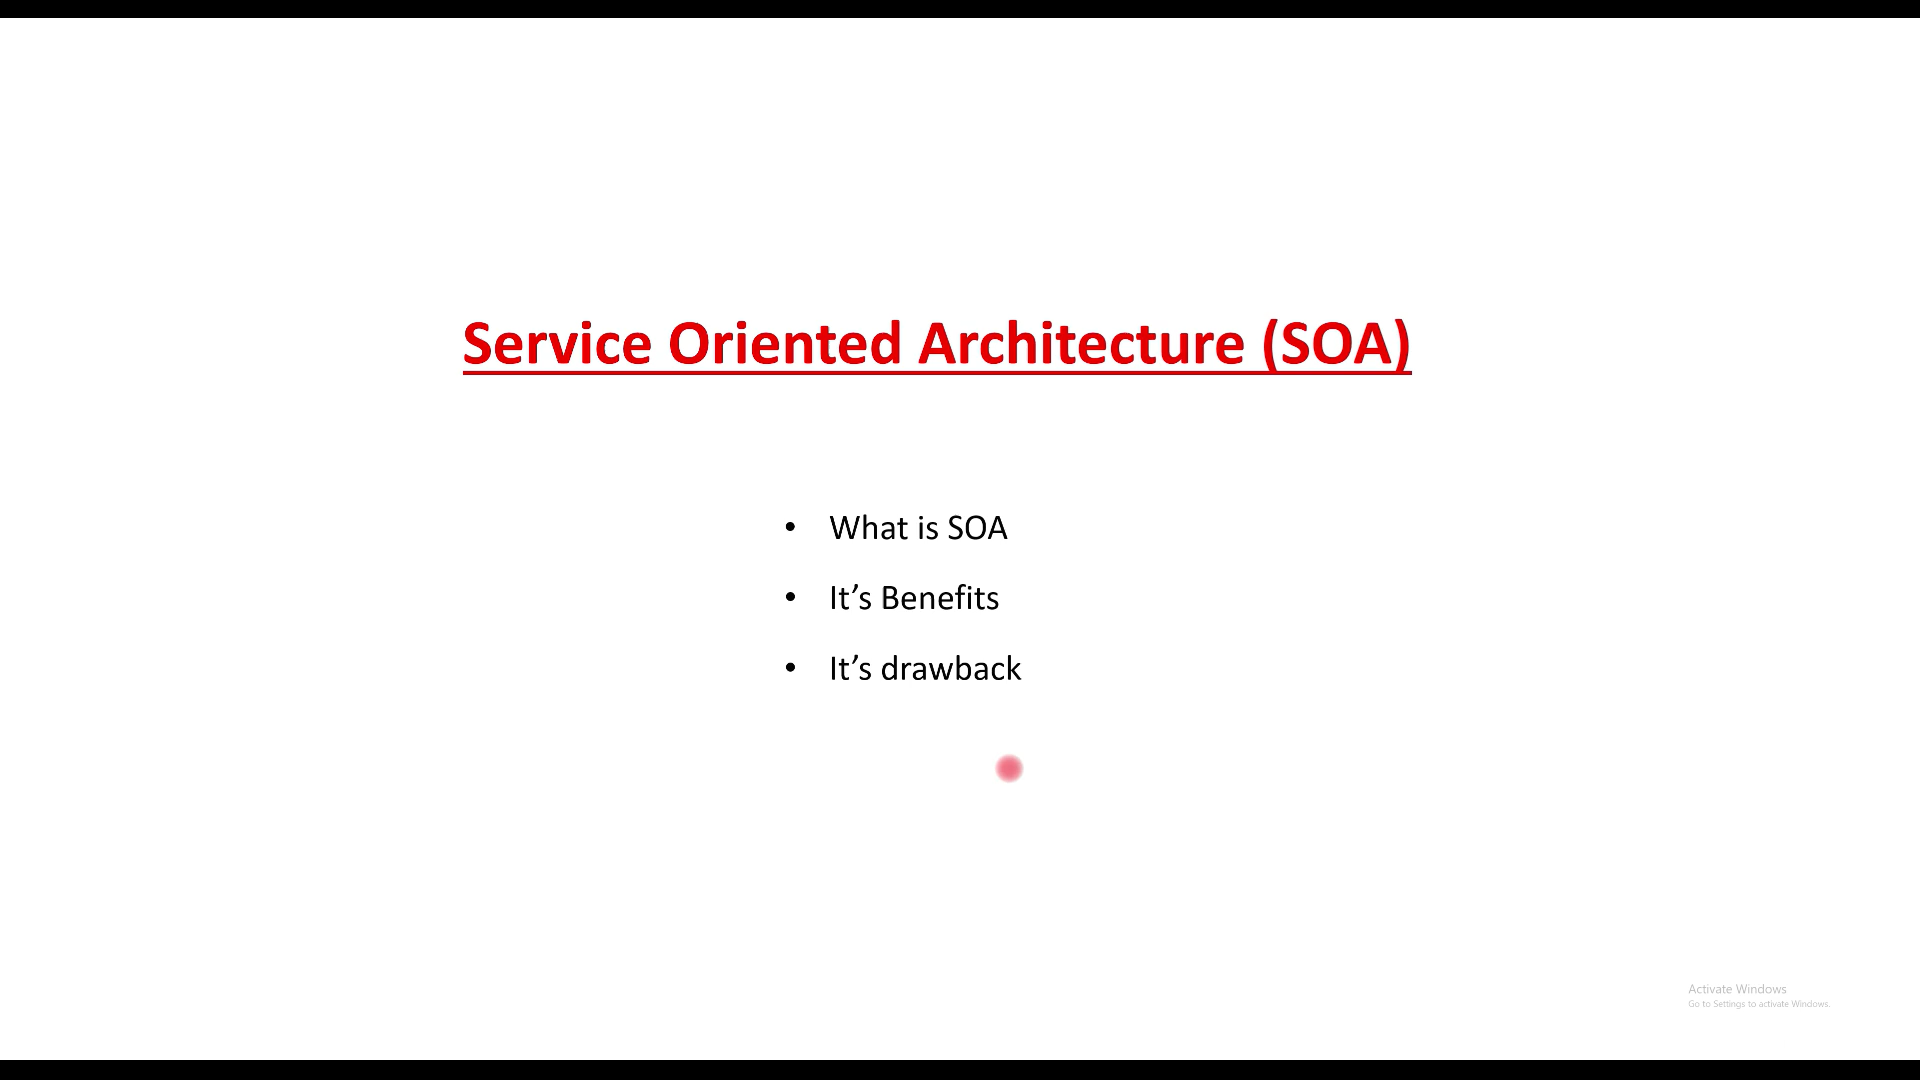 Service Oriented Architecture (SOA)
• What is SOA
• It’s Benefits
• It’s drawback
Activate Windows
Go to Settings to activate Windows.